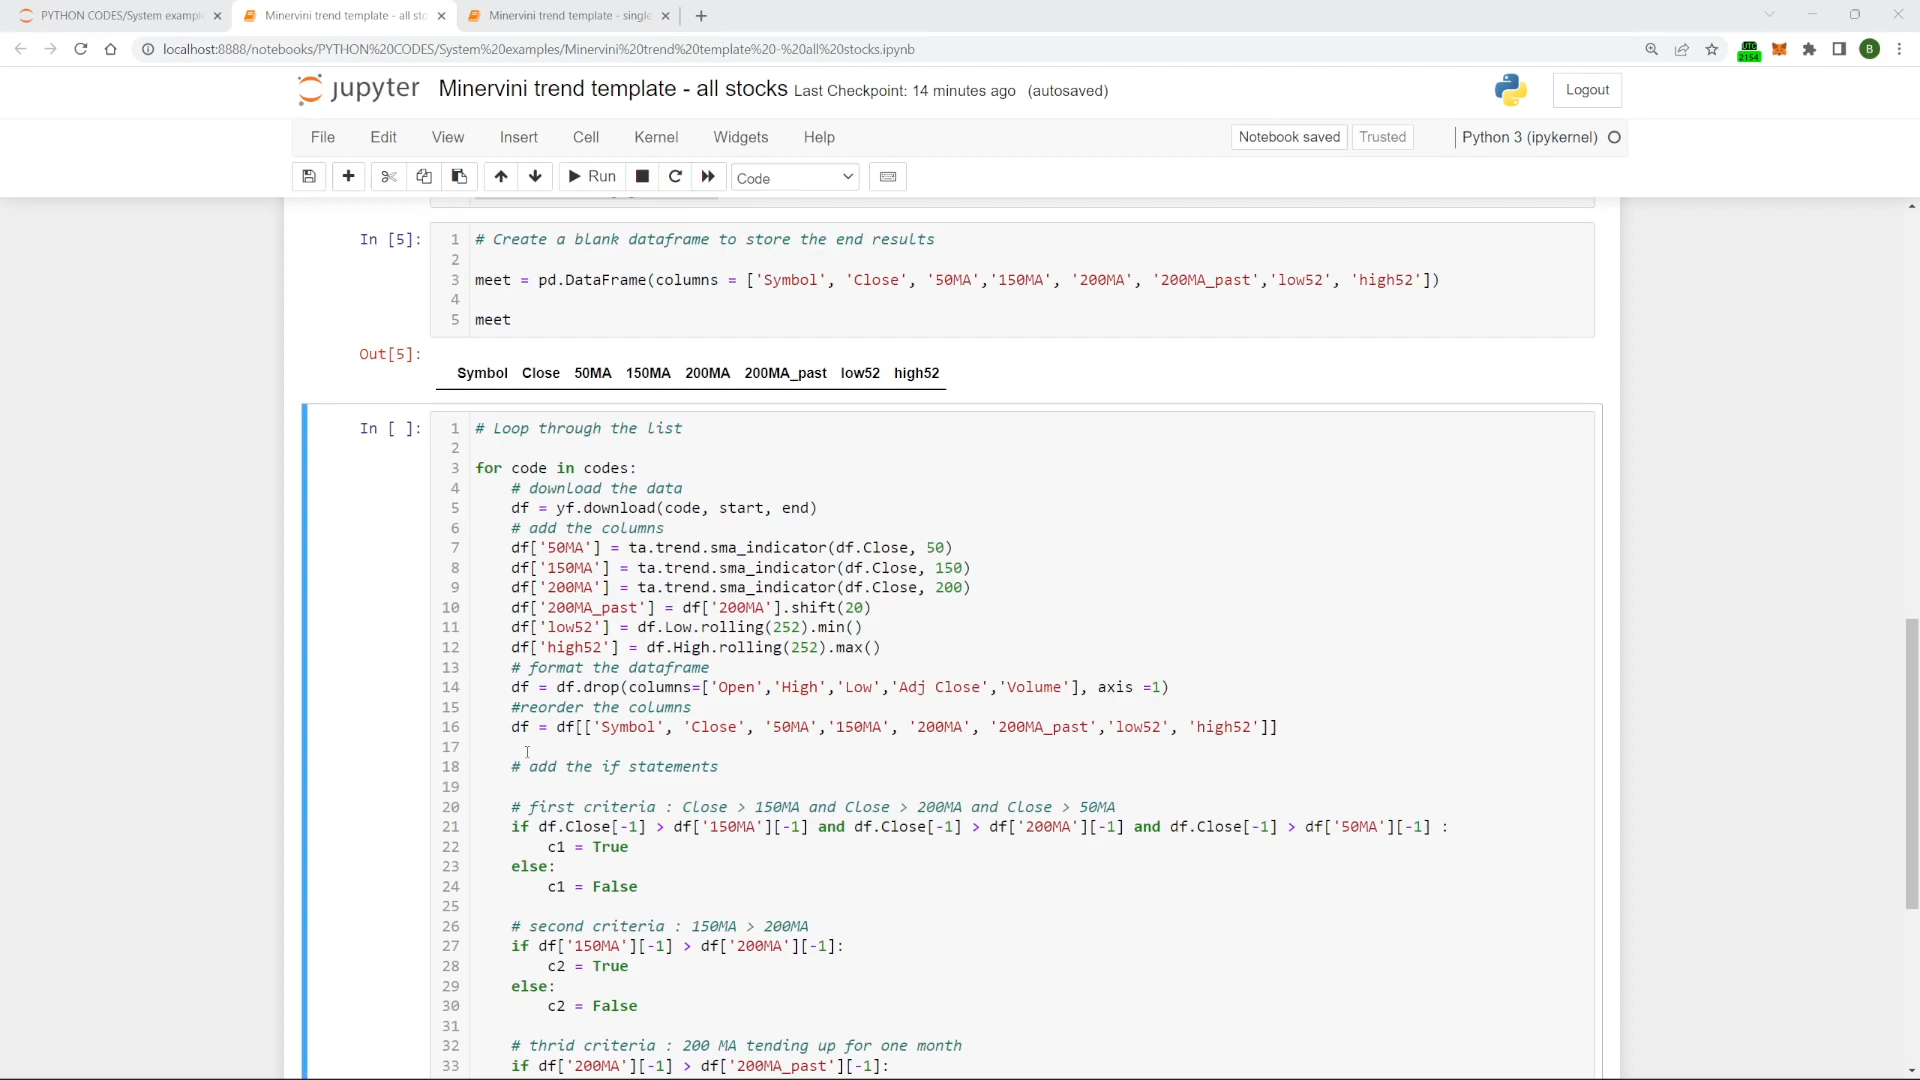 PYTHON CODES/System exampl
Minervini trend template - all sto
Minervini trend template - single
localhost:8888/notebooks/PYTHON%20CODES/System%20examples/Minervini%20trend%20template%20-%20all%20stocks.ipynb
UTC
2154
B
jupyter Minervini trend template - all stocks Last Checkpoint: 14 minutes ago (autosaved)
Logout
File Edit View Insert Cell Kernel Widgets Help
Notebook saved Trusted Python 3 (ipykernel)
Run Code
In [5]:
1 # Create a blank dataframe to store the end results
2
3 meet = pd.DataFrame(columns = ['Symbol', 'Close', '50MA','150MA', '200MA', '200MA_past','low52', 'high52'])
4
5 meet
Out[5]:
Symbol Close 50MA 150MA 200MA 200MA_past low52 high52
In [ ]:
1 # Loop through the list
2
3 for code in codes:
4     # download the data
5     df = yf.download(code, start, end)
6     # add the columns
7     df['50MA'] = ta.trend.sma_indicator(df.Close, 50)
8     df['150MA'] = ta.trend.sma_indicator(df.Close, 150)
9     df['200MA'] = ta.trend.sma_indicator(df.Close, 200)
10     df['200MA_past'] = df['200MA'].shift(20)
11     df['low52'] = df.Low.rolling(252).min()
12     df['high52'] = df.High.rolling(252).max()
13     # format the dataframe
14     df = df.drop(columns=['Open','High','Low','Adj Close','Volume'], axis =1)
15     #reorder the columns
16     df = df[['Symbol', 'Close', '50MA','150MA', '200MA', '200MA_past','low52', 'high52']]
17
18     # add the if statements
19
20     # first criteria : Close > 150MA and Close > 200MA and Close > 50MA
21     if df.Close[-1] > df['150MA'][-1] and df.Close[-1] > df['200MA'][-1] and df.Close[-1] > df['50MA'][-1] :
22         c1 = True
23     else:
24         c1 = False
25
26     # second criteria : 150MA > 200MA
27     if df['150MA'][-1] > df['200MA'][-1]:
28         c2 = True
29     else:
30         c2 = False
31
32     # thrid criteria : 200 MA tending up for one month
33     if df['200MA'][-1] > df['200MA_past'][-1]: